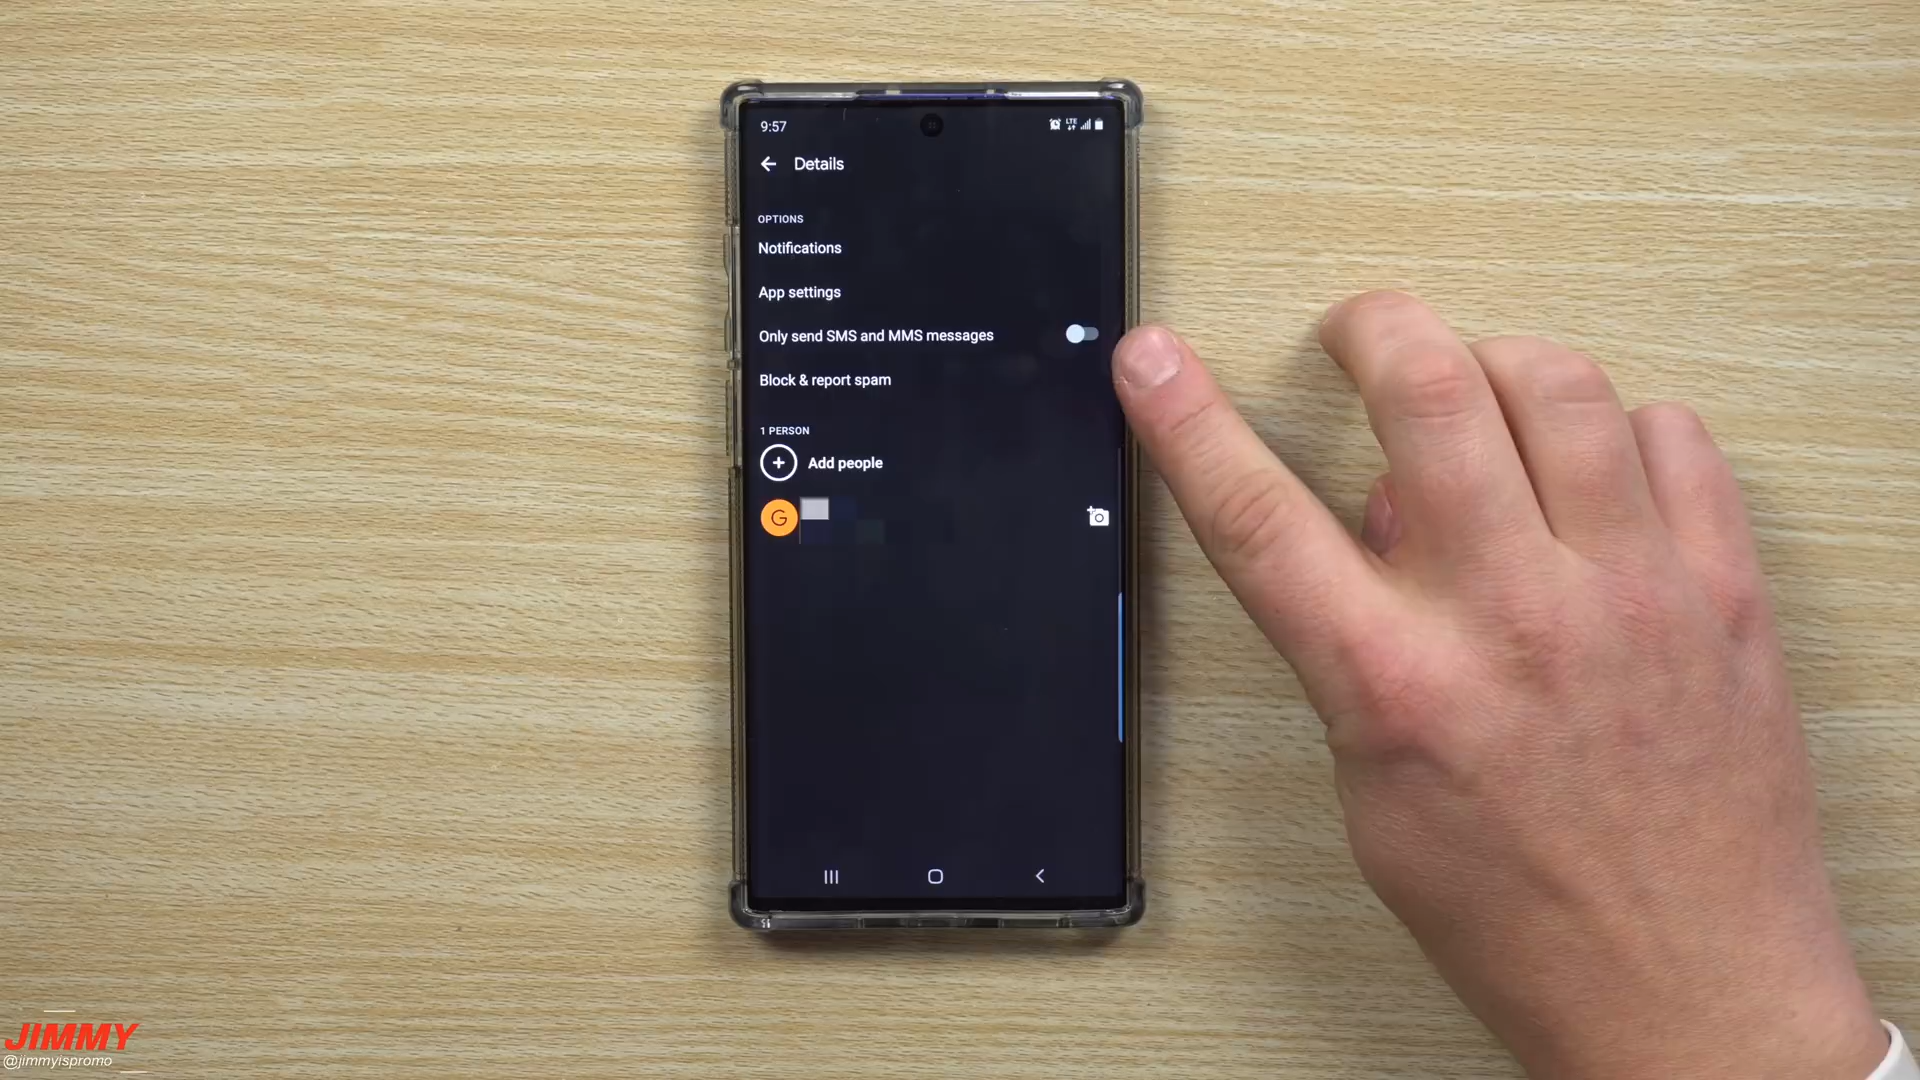 9:57
LTE
Details
OPTIONS
Notifications
App settings
Only send SMS and MMS messages
Block & report spam
1 PERSON
Add people
G
JIMMY
@jimmyispromo